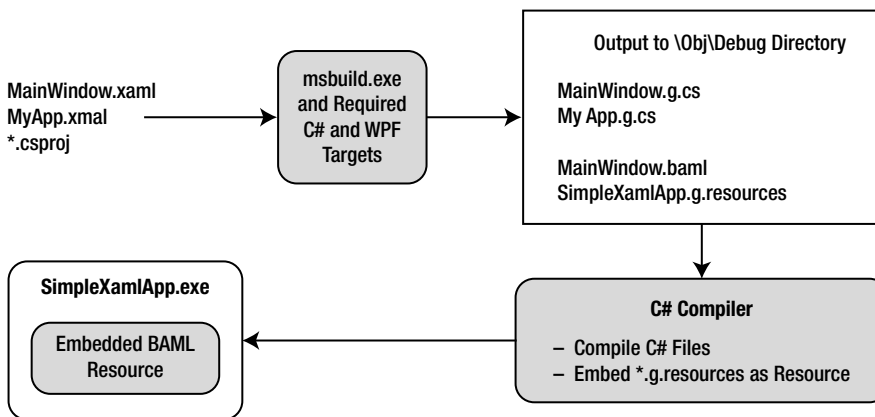 MainWindow.xaml
MyApp.xmal
*.csproj
msbuild.exe
and Required
C# and WPF
Targets
Output to \Obj\Debug Directory
MainWindow.g.cs
My App.g.cs
MainWindow.baml
SimpleXamlApp.g.resources
C# Compiler
– Compile C# Files
– Embed *.g.resources as Resource
SimpleXamlApp.exe
Embedded BAML
Resource